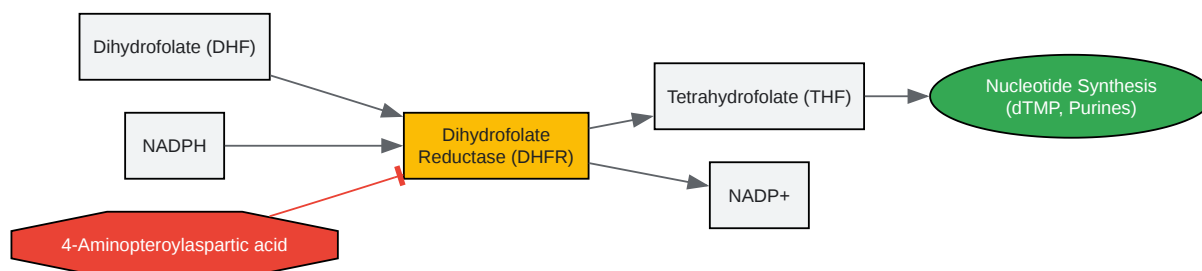 Dihydrofolate (DHF)
NADPH
4-Aminopteroylaspartic acid
Dihydrofolate
Reductase (DHFR)
Tetrahydrofolate (THF)
NADP+
Nucleotide Synthesis
(dTMP, Purines)